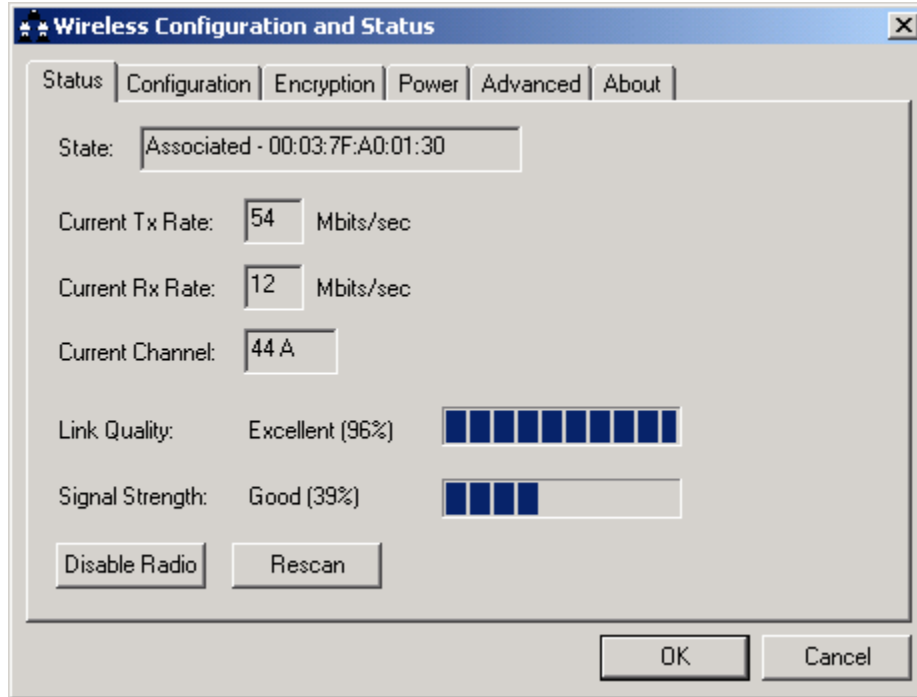 Wireless Configuration and Status
Status Configuration Encryption Power Advanced About
State: Associated - 00:03:7F:A0:01:30
Current Tx Rate: 54 Mbits/sec
Current Rx Rate: 12 Mbits/sec
Current Channel: 44 A
Link Quality: Excellent (96%)
Signal Strength: Good (39%)
Disable Radio Rescan
OK Cancel